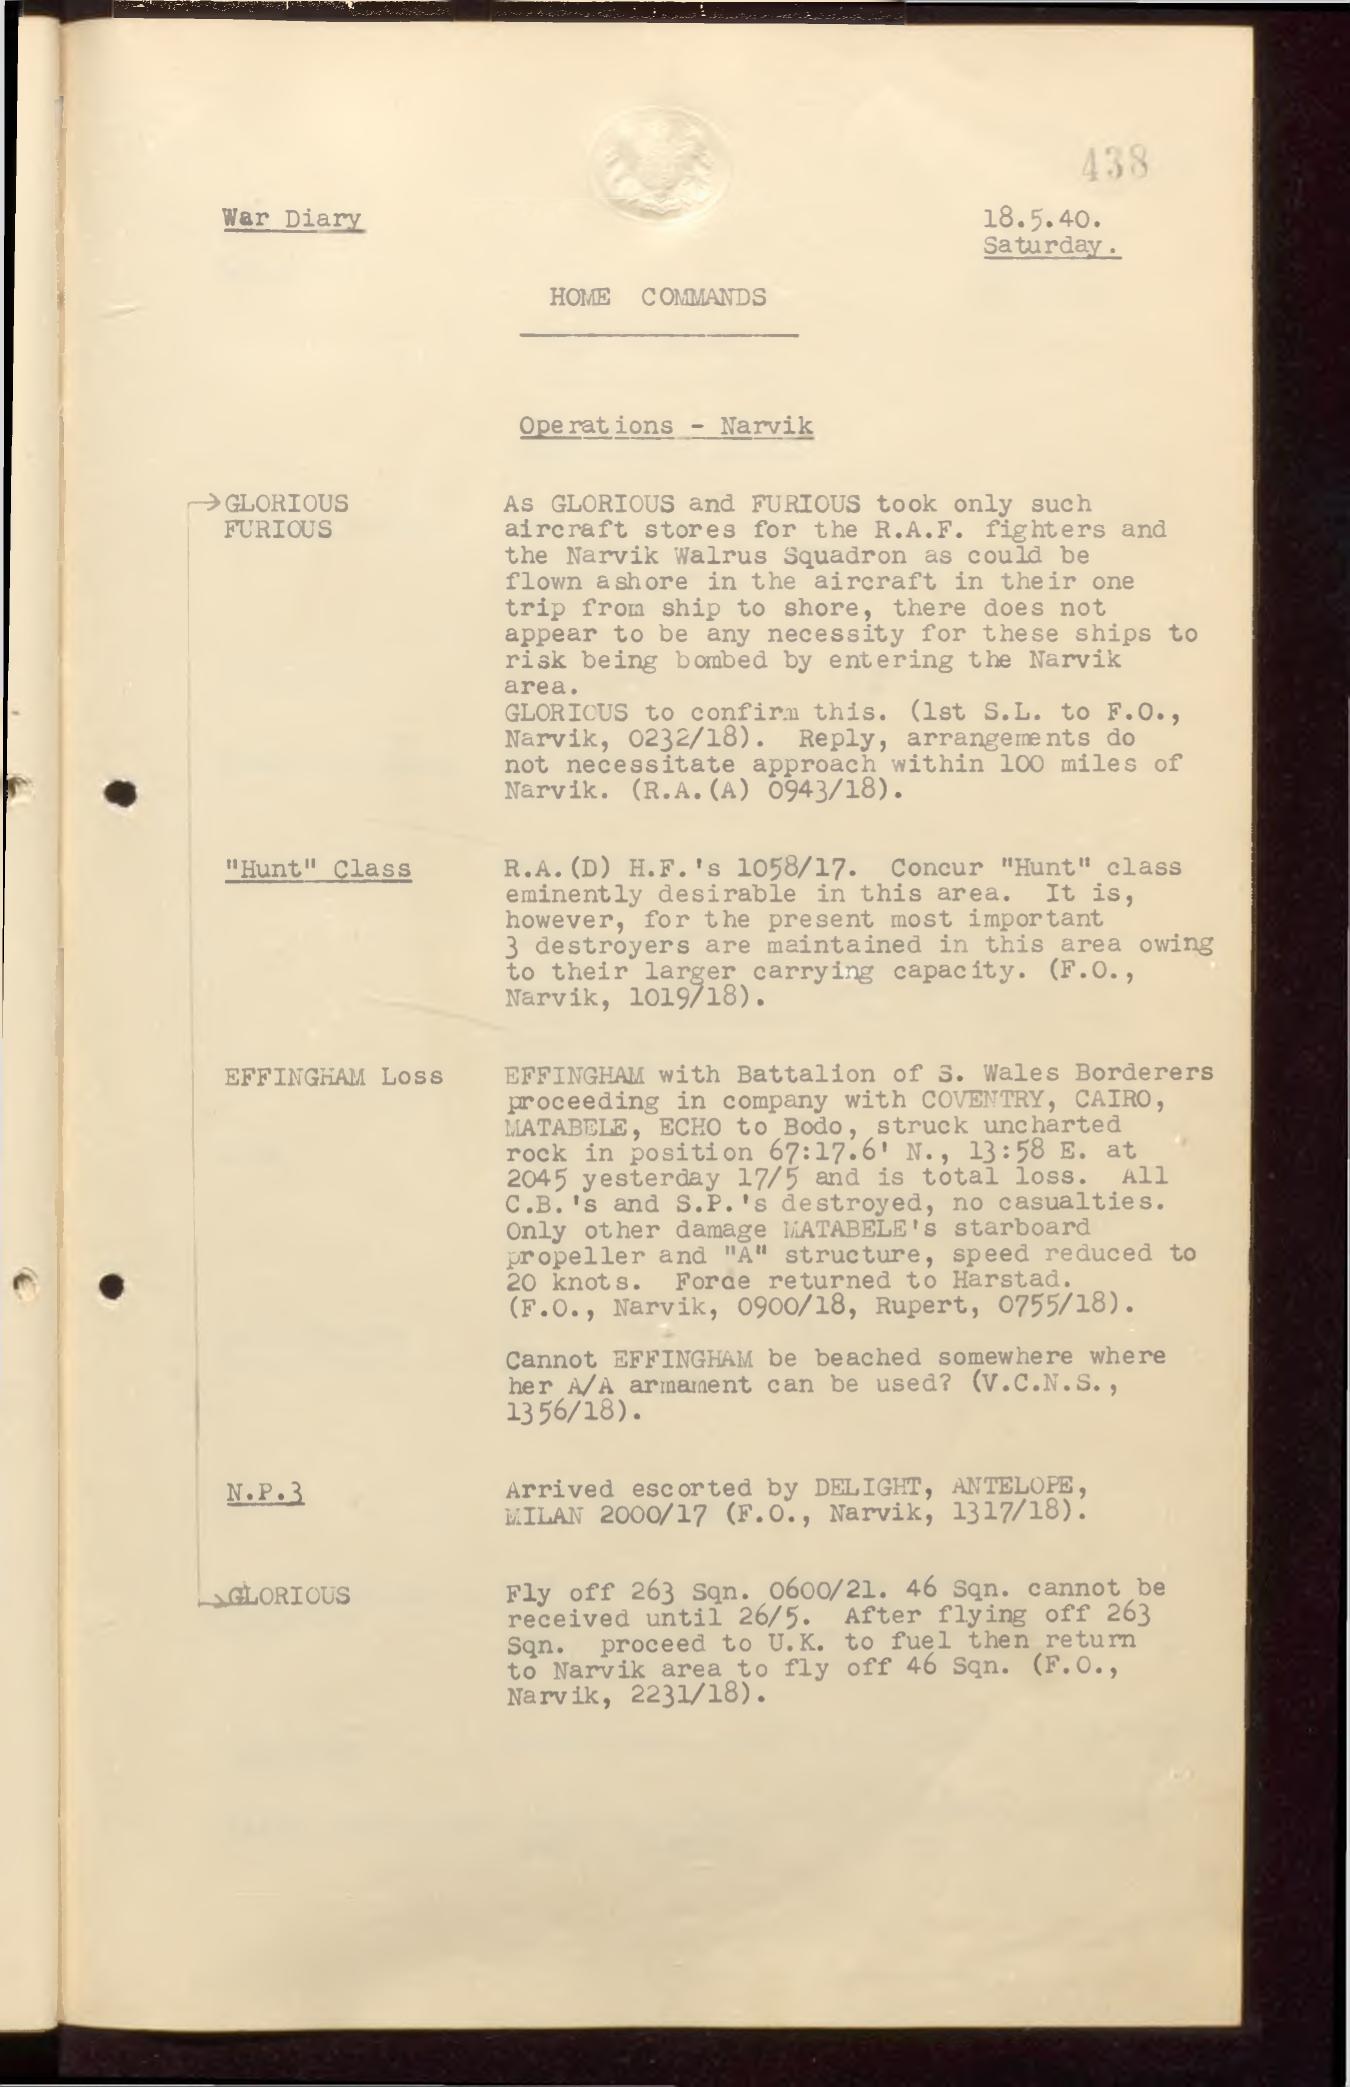 438
War Diary
18.5.40.
Saturday.
HOME COMMANDS
Operations - Narvik
GLORIOUS
FURIOUS
As GLORIOUS and FURIOUS took only such
aircraft stores for the R.A.F. fighters and
the Narvik Walrus Squadron as could be
flown ashore in the aircraft in their one
trip from ship to shore, there does not
appear to be any necessity for these ships to
risk being bombed by entering the Narvik
area.
GLORIOUS to confirm this. (1st S.L. to F.O.,
Narvik, 0232/18). Reply, arrangements do
not necessitate approach within 100 miles of
Narvik. (R.A.(A) 0943/18).
"Hunt" Class
R.A.(D) H.F.'s 1058/17. Concur "Hunt" class
eminently desirable in this area. It is,
however, for the present most important
3 destroyers are maintained in this area owing
to their larger carrying capacity. (F.O.,
Narvik, 1019/18).
EFFINGHAM Loss
EFFINGHAM with Battalion of S. Wales Borderers
proceeding in company with COVENTRY, CAIRO,
MATABELE, ECHO to Bodo, struck uncharted
rock in position 67:17.6' N., 13:58 E. at
2045 yesterday 17/5 and is total loss. All
C.B.'s and S.P.'s destroyed, no casualties.
Only other damage MATABELE's starboard
propeller and "A" structure, speed reduced to
20 knots. Force returned to Harstad.
(F.O., Narvik, 0900/18, Rupert, 0755/18).
Cannot EFFINGHAM be beached somewhere where
her A/A armament can be used? (V.C.N.S.,
1356/18).
N.P.3
Arrived escorted by DELIGHT, ANTELOPE,
MILAN 2000/17 (F.O., Narvik, 1317/18).
GLORIOUS
Fly off 263 Sqn. 0600/21. 46 Sqn. cannot be
received until 26/5. After flying off 263
Sqn. proceed to U.K. to fuel then return
to Narvik area to fly off 46 Sqn. (F.O.,
Narvik, 2231/18).